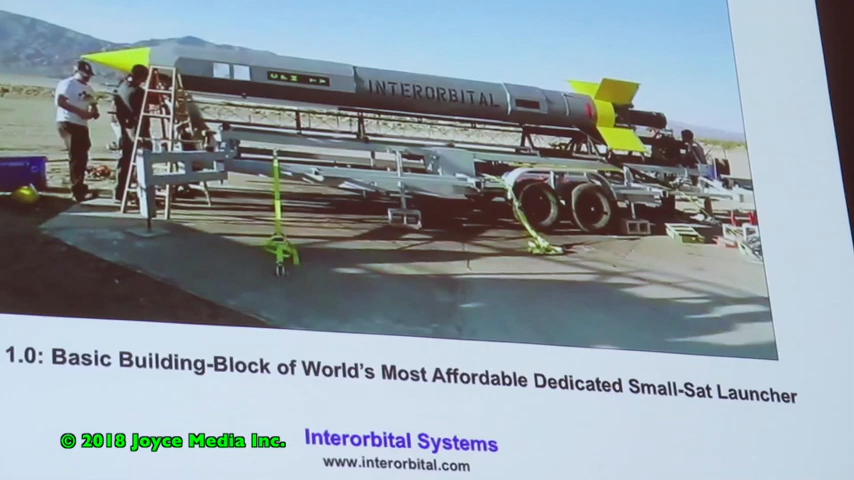 INTERORBITAL
1.0: Basic Building-Block of World's Most Affordable Dedicated Small-Sat Launcher
© 2018 Joyce Media Inc.
Interorbital Systems
www.interorbital.com